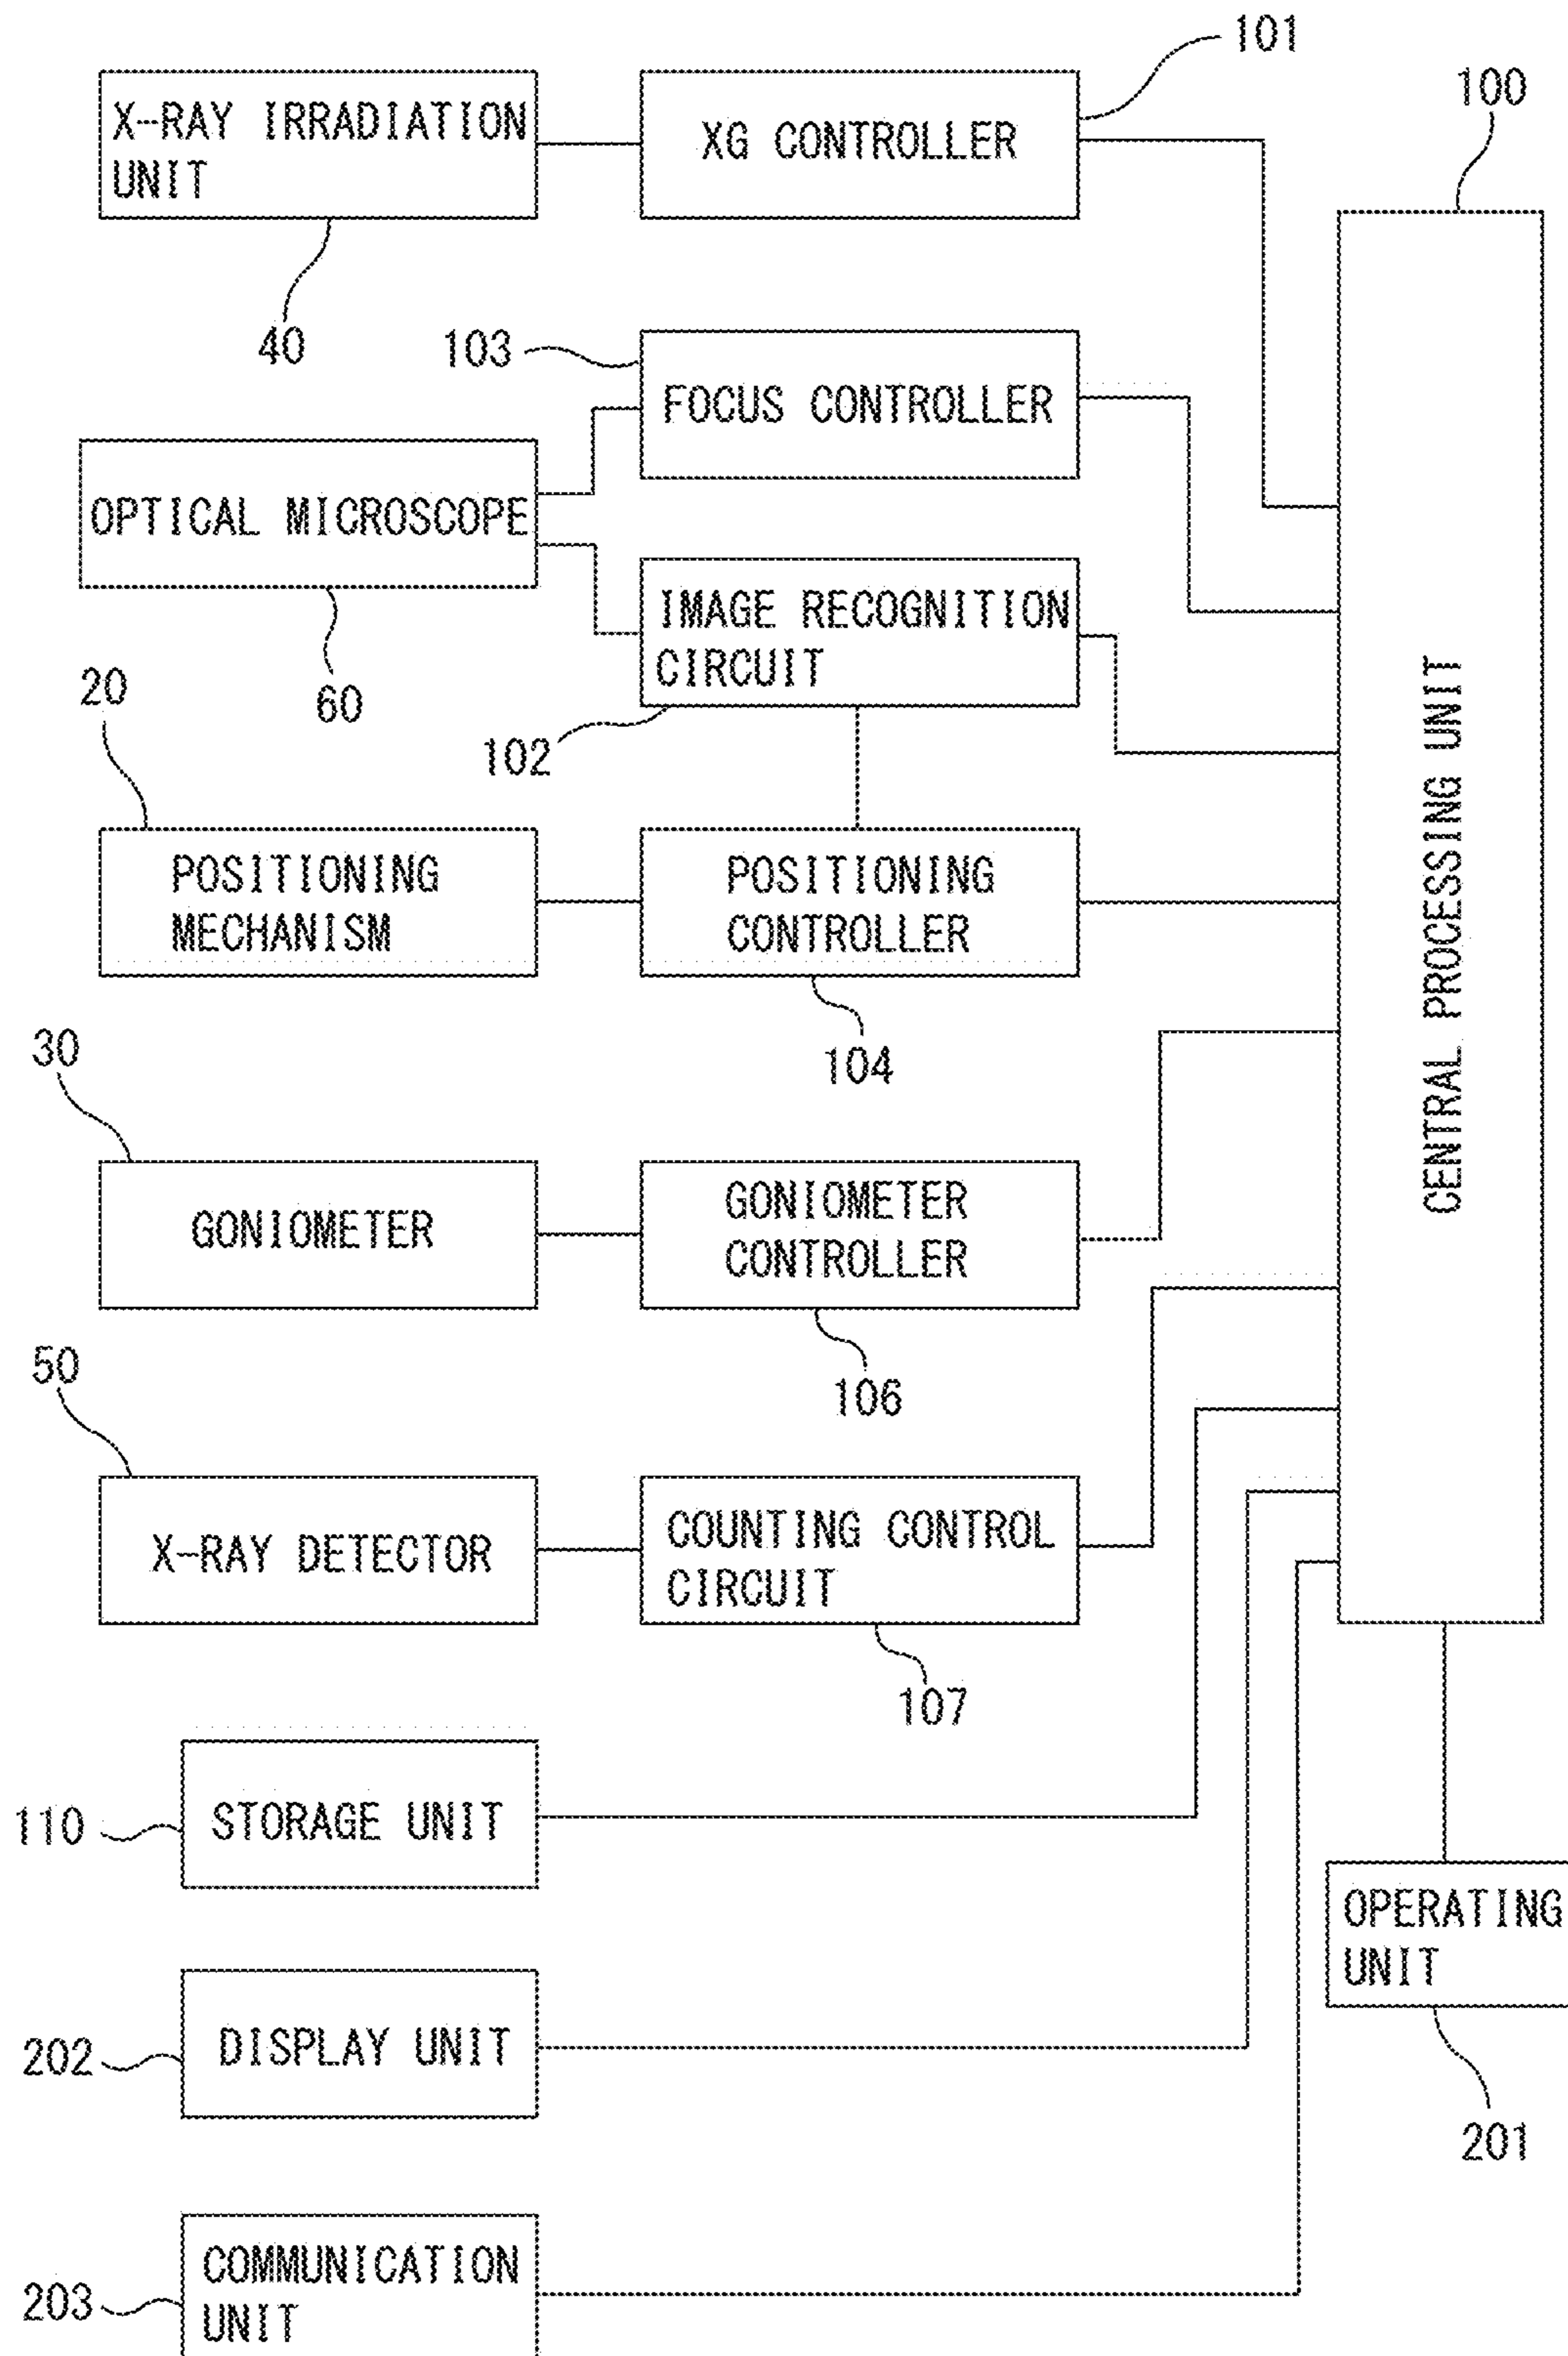 101
100
X-RAY IRRADIATION
UNIT
XG CONTROLLER
40
103
FOCUS CONTROLLER
OPTICAL MICROSCOPE
IMAGE RECOGNITION
CIRCUIT
20
60
102
CENTRAL PROCESSING UNIT
POSITIONING
MECHANISM
POSITIONING
CONTROLLER
30
104
GONIOMETER
GONIOMETER
CONTROLLER
50
106
X-RAY DETECTOR
COUNTING CONTROL
CIRCUIT
107
110
STORAGE UNIT
OPERATING
UNIT
202
DISPLAY UNIT
201
203
COMMUNICATION
UNIT